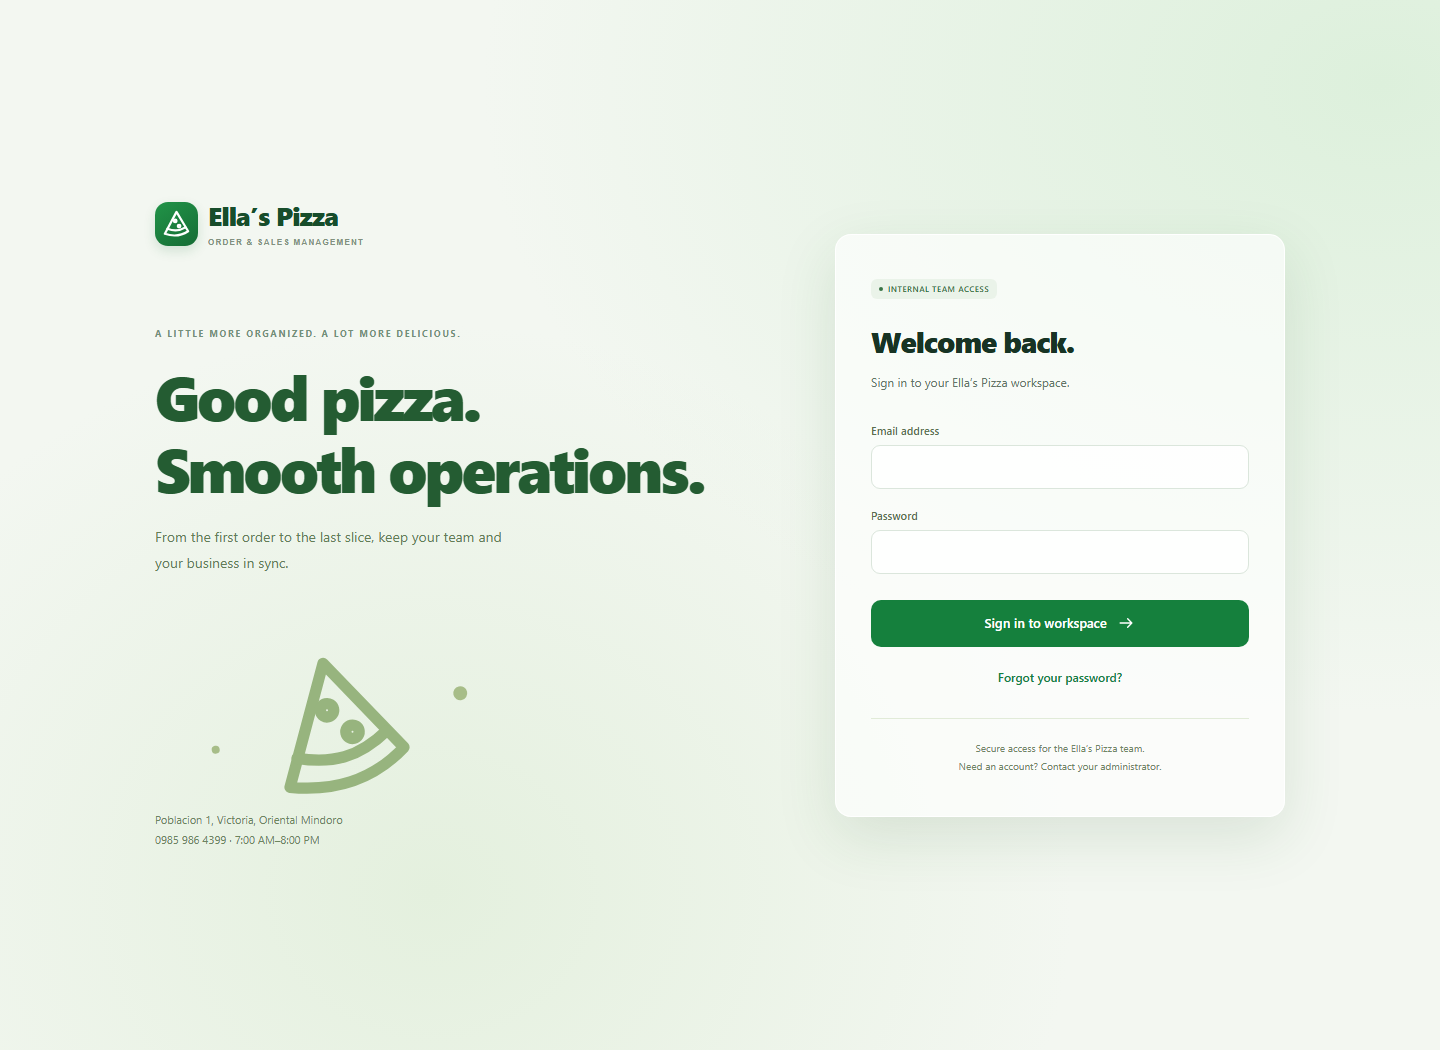 Ella’s Pizza
ORDER & SALES MANAGEMENT
A LITTLE MORE ORGANIZED. A LOT MORE DELICIOUS.
Good pizza.
Smooth operations.
From the first order to the last slice, keep your team and
your business in sync.
Poblacion 1, Victoria, Oriental Mindoro
0985 986 4399 · 7:00 AM–8:00 PM
INTERNAL TEAM ACCESS
Welcome back.
Sign in to your Ella’s Pizza workspace.
Email address
Password
Sign in to workspace →
Forgot your password?
Secure access for the Ella’s Pizza team.
Need an account? Contact your administrator.